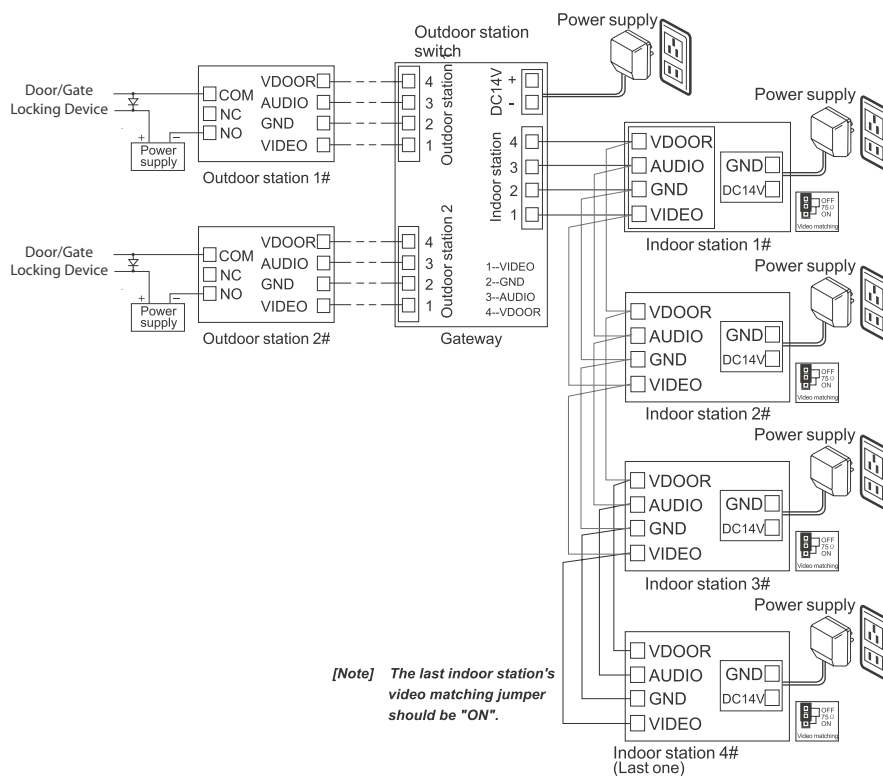 Door/Gate
Locking Device
+ −
Power
supply
COM
NC
NO
VDOOR
AUDIO
GND
VIDEO
Outdoor station 1#
Door/Gate
Locking Device
+ −
Power
supply
COM
NC
NO
VDOOR
AUDIO
GND
VIDEO
Outdoor station 2#
Outdoor station
switch
4
3
2
1
Outdoor station 1
4
3
2
1
Outdoor station 2
DC14V
+
-
Indoor station
4
3
2
1
1--VIDEO
2--GND
3--AUDIO
4--VDOOR
Gateway
Power supply
Power supply
VDOOR
AUDIO
GND
VIDEO
GND
DC14V
OFF
75Ω
ON
Video matching
Indoor station 1#
Power supply
VDOOR
AUDIO
GND
VIDEO
GND
DC14V
OFF
75Ω
ON
Video matching
Indoor station 2#
Power supply
VDOOR
AUDIO
GND
VIDEO
GND
DC14V
OFF
75Ω
ON
Video matching
Indoor station 3#
Power supply
VDOOR
AUDIO
GND
VIDEO
GND
DC14V
OFF
75Ω
ON
Video matching
Indoor station 4#
(Last one)
[Note] The last indoor station's
video matching jumper
should be "ON".